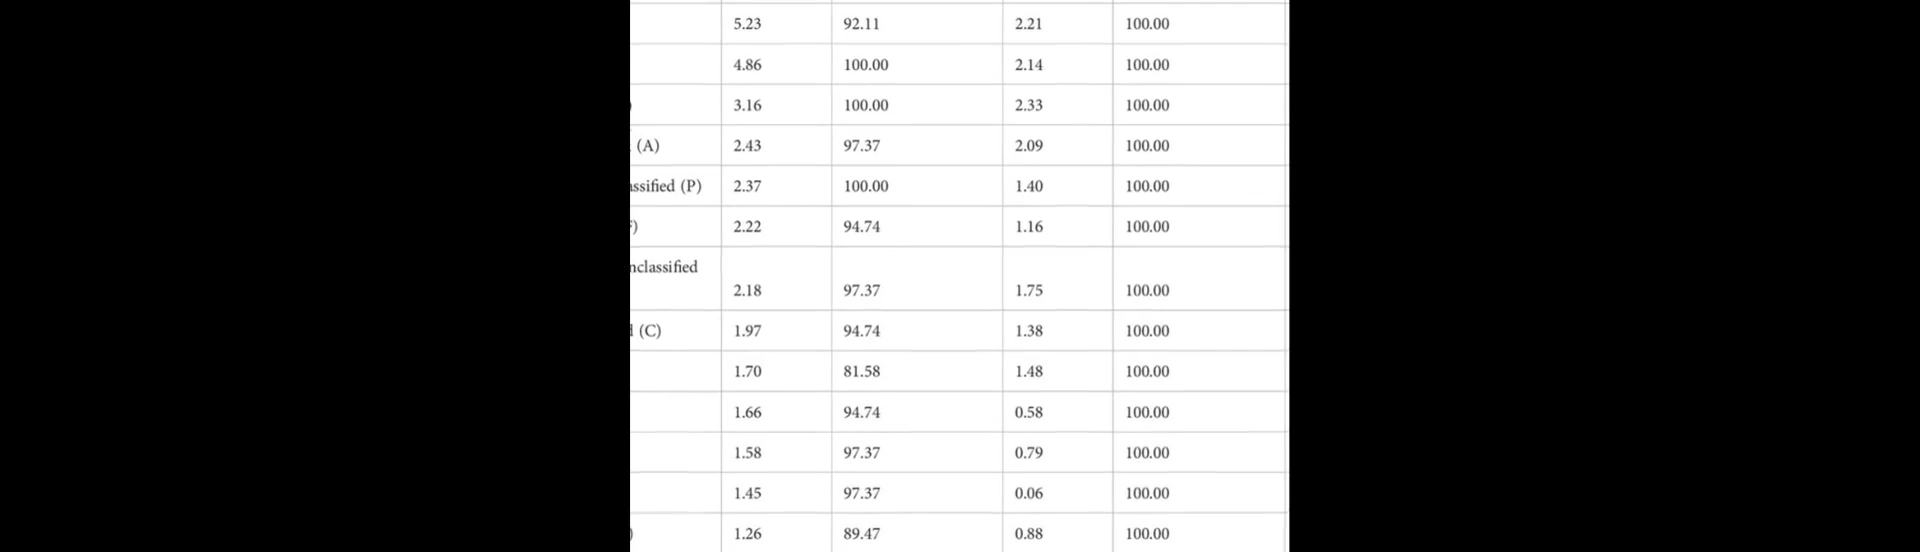 5.23 92.11 2.21 100.00
4.86 100.00 2.14 100.00
) 3.16 100.00 2.33 100.00
(A) 2.43 97.37 2.09 100.00
ssified (P) 2.37 100.00 1.40 100.00
) 2.22 94.74 1.16 100.00
nclassified
2.18 97.37 1.75 100.00
(C) 1.97 94.74 1.38 100.00
1.70 81.58 1.48 100.00
1.66 94.74 0.58 100.00
1.58 97.37 0.79 100.00
1.45 97.37 0.06 100.00
) 1.26 89.47 0.88 100.00